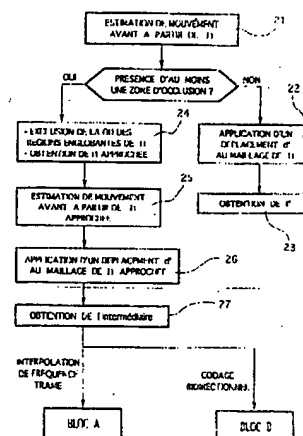 ESTIMATION DE MOUVEMENT
AVANT A PARTIR DE I1
21
OUI
PRESENCE D'AU MOINS
UNE ZONE D'OCCLUSION ?
NON
22
24
- EXCLUSION DE LA OU DES
REGIONS ENGLOBANTES DE I1
- OBTENTION DE I1 APPROCHEE
APPLICATION D'UN
DEPLACEMENT d'
AU MAILLAGE DE I1
25
ESTIMATION DE MOUVEMENT
AVANT A PARTIR DE I1
APPROCHEE
OBTENTION DE I'
23
APPLICATION D'UN DEPLACEMENT d'
AU MAILLAGE DE I1 APPROCHEE
26
27
OBTENTION DE I intermédiaire
INTERPOLATION
DE FREQUENCE
TRAME
CODAGE
BIDIRECTIONNEL
BLOC A
BLOC B